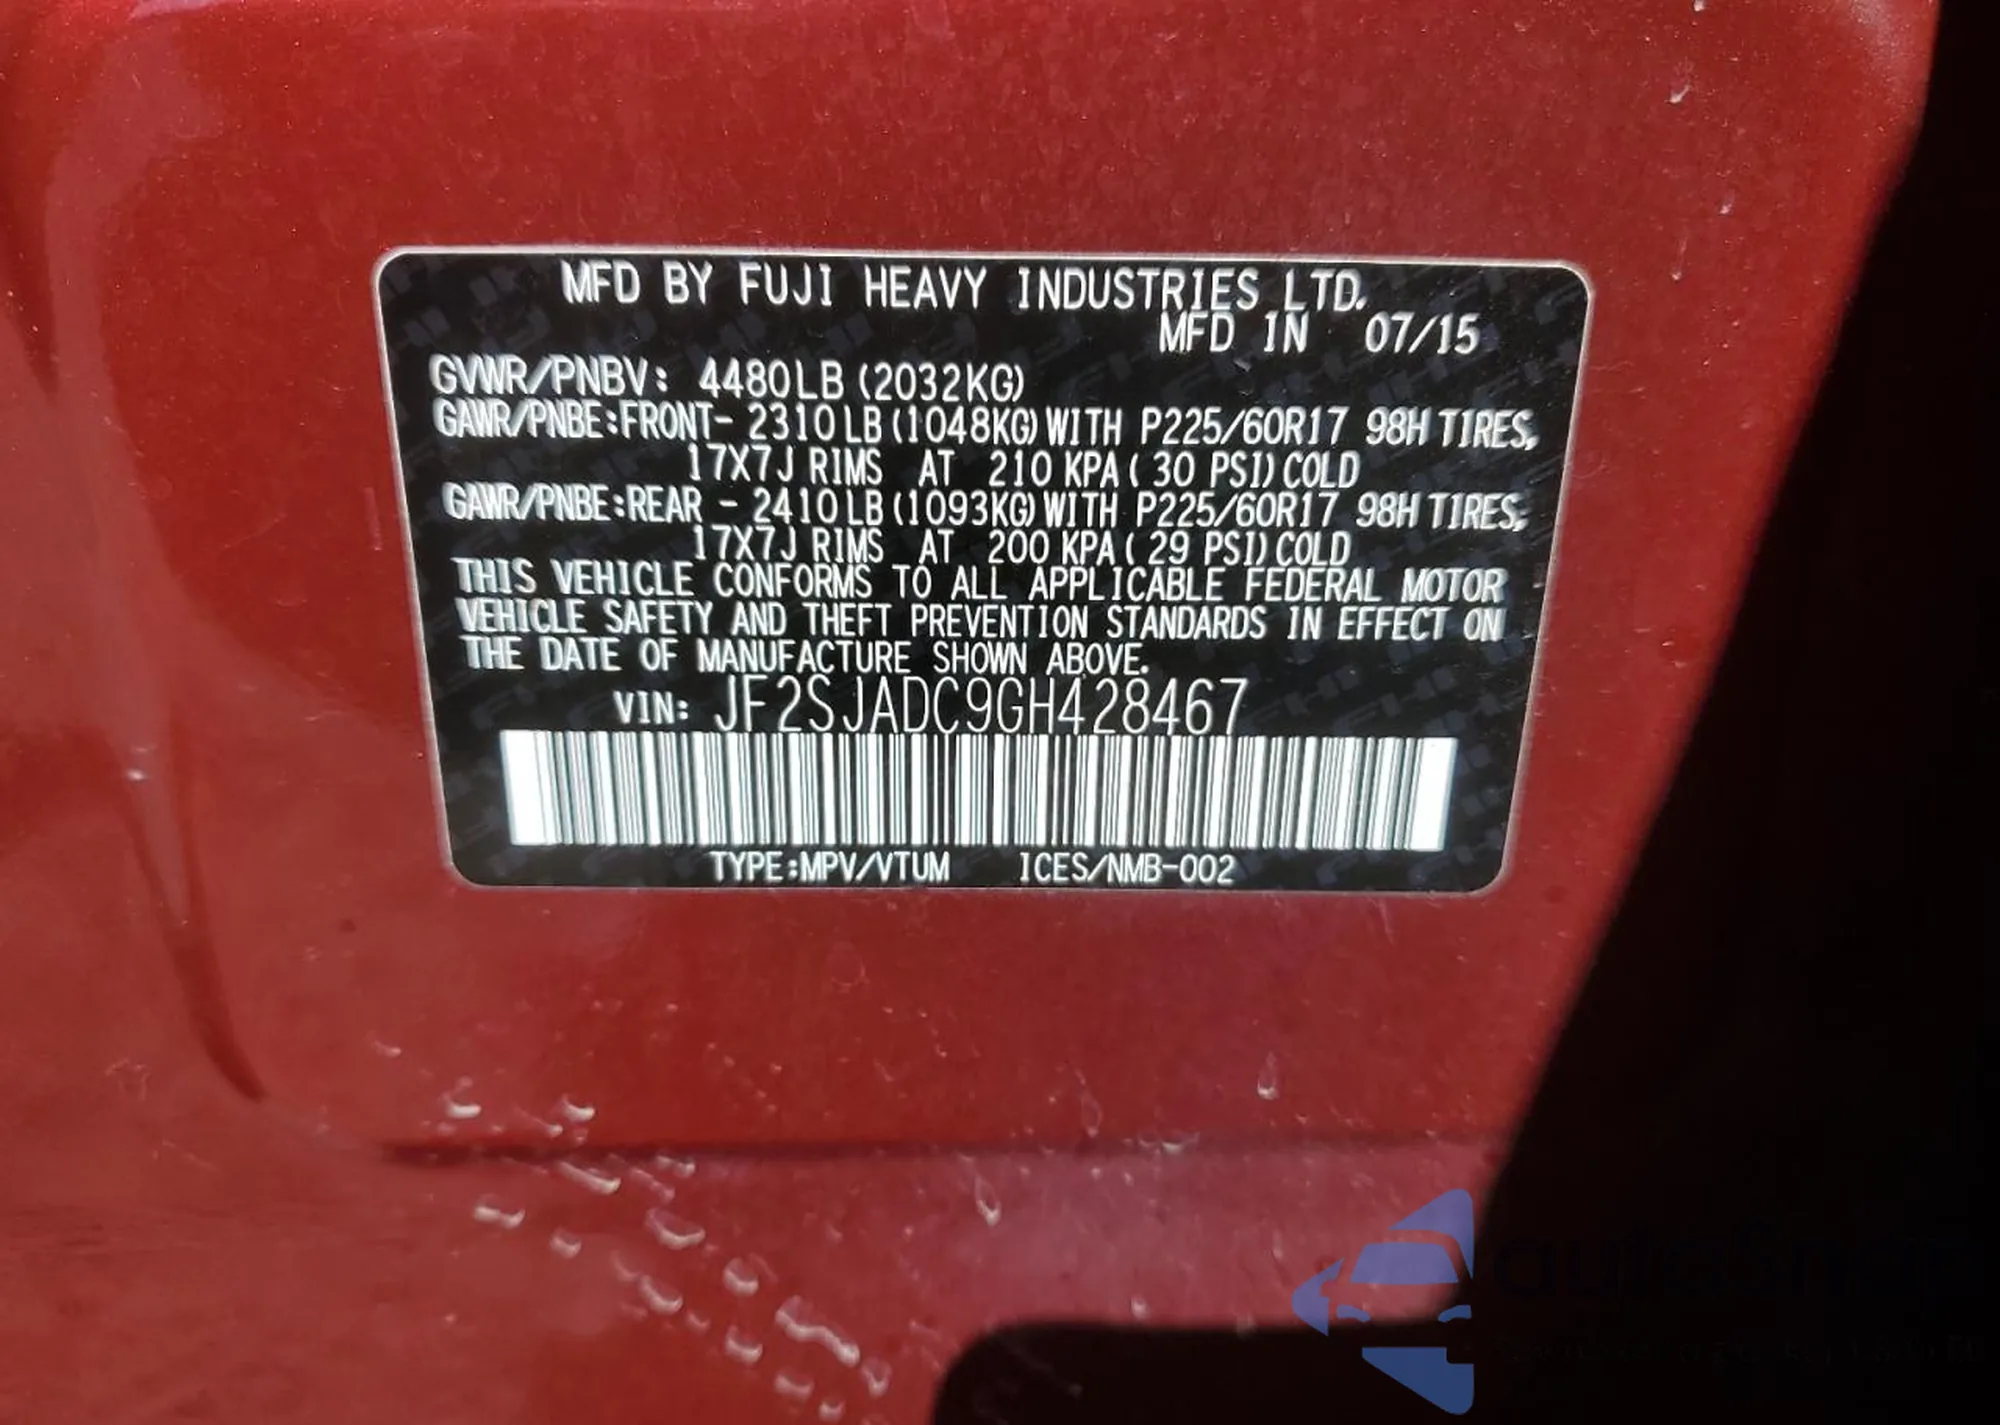 MFD BY FUJI HEAVY INDUSTRIES LTD.
MFD IN 07/15
GVWR/PNBV: 4480LB (2032KG)
GAWR/PNBE:FRONT- 2310LB(1048KG)WITH P225/60R17 98H TIRES,
17X7J RIMS AT 210 KPA( 30 PSI)COLD
GAWR/PNBE:REAR - 2410LB(1093KG)WITH P225/60R17 98H TIRES,
17X7J RIMS AT 200 KPA( 29 PSI)COLD
THIS VEHICLE CONFORMS TO ALL APPLICABLE FEDERAL MOTOR
VEHICLE SAFETY AND THEFT PREVENTION STANDARDS IN EFFECT ON
THE DATE OF MANUFACTURE SHOWN ABOVE.
VIN: JF2SJADC9GH428467
TYPE:MPV/VTUM ICES/NMB-002